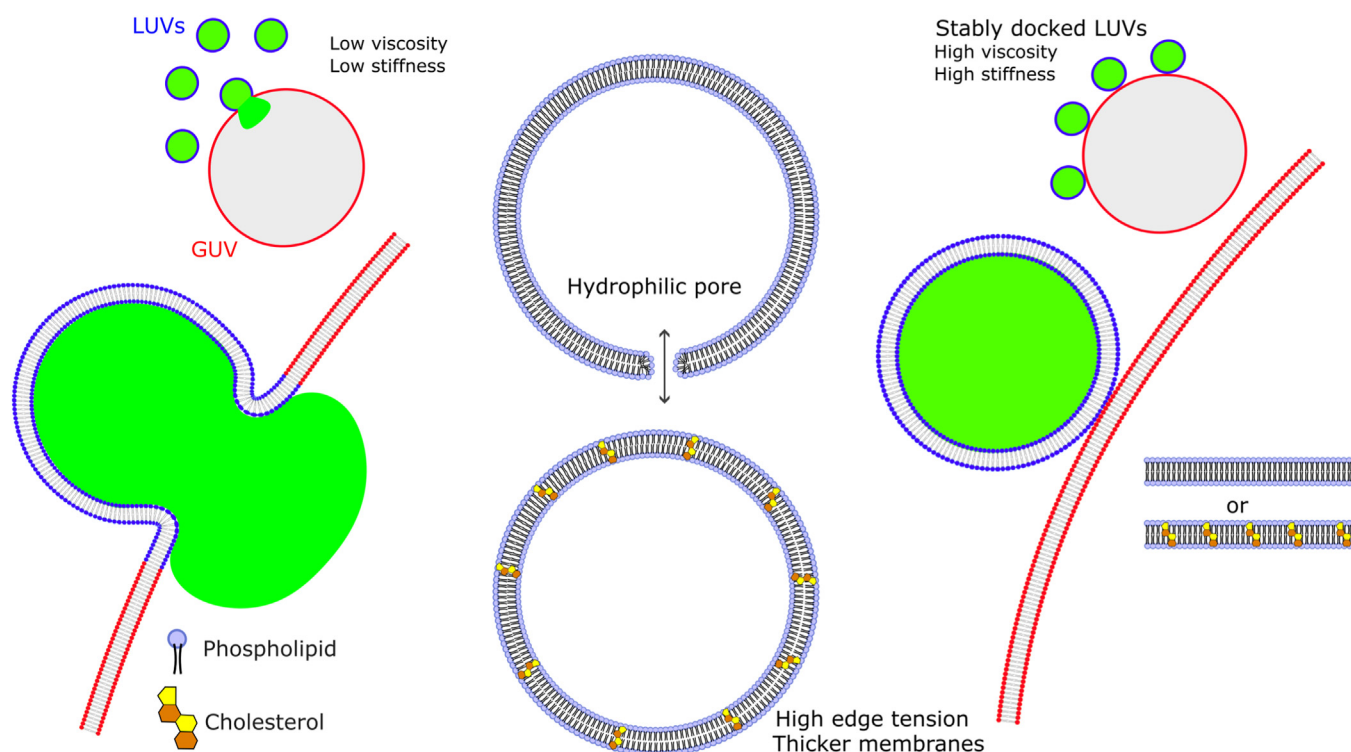 LUVs
Low viscosity
Low stiffness
GUV
Phospholipid
Cholesterol
Hydrophilic pore
High edge tension
Thicker membranes
Stably docked LUVs
High viscosity
High stiffness
or